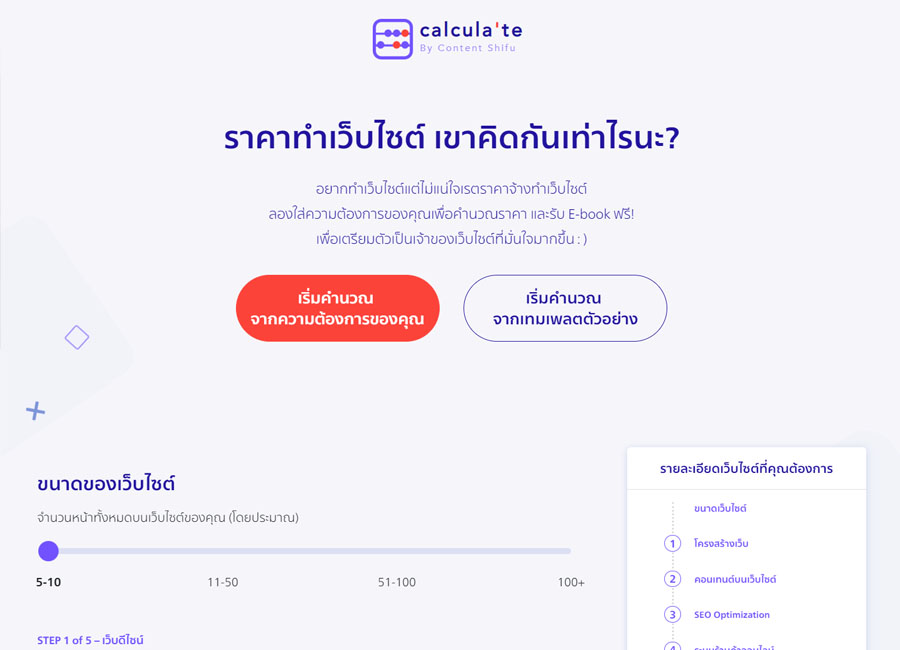 calcula'te
By Content Shifu
ราคาทำเว็บไซต์ เขาคิดกันเท่าไรนะ?
อยากทำเว็บไซต์แต่ไม่แน่ใจเรตราคาจ้างทำเว็บไซต์
ลองใส่ความต้องการของคุณเพื่อคำนวณราคา และรับ E-book ฟรี!
เพื่อเตรียมตัวเป็นเจ้าของเว็บไซต์ที่มั่นใจมากขึ้น : )
เริ่มคำนวณ
จากความต้องการของคุณ
เริ่มคำนวณ
จากเทมเพลตตัวอย่าง
ขนาดของเว็บไซต์
จำนวนหน้าทั้งหมดบนเว็บไซต์ของคุณ (โดยประมาณ)
5-10 11-50 51-100 100+
STEP 1 of 5 – เว็บดีไซน์
รายละเอียดเว็บไซต์ที่คุณต้องการ
ขนาดเว็บไซต์
1 โครงสร้างเว็บ
2 คอนเทนต์บนเว็บไซต์
3 SEO Optimization